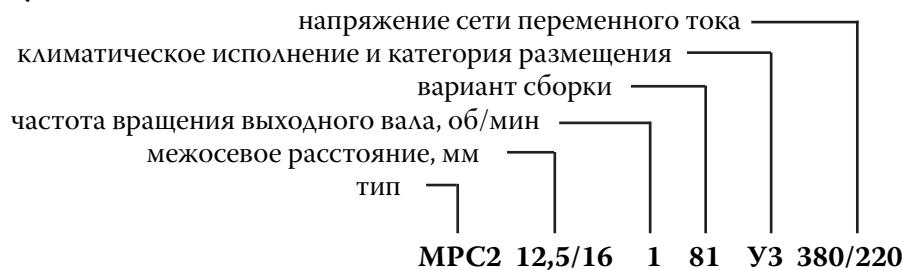 напряжение сети переменного тока
климатическое исполнение и категория размещения
вариант сборки
частота вращения выходного вала, об/мин
межосевое расстояние, мм
тип
МРС2 12,5/16 1 81 У3 380/220